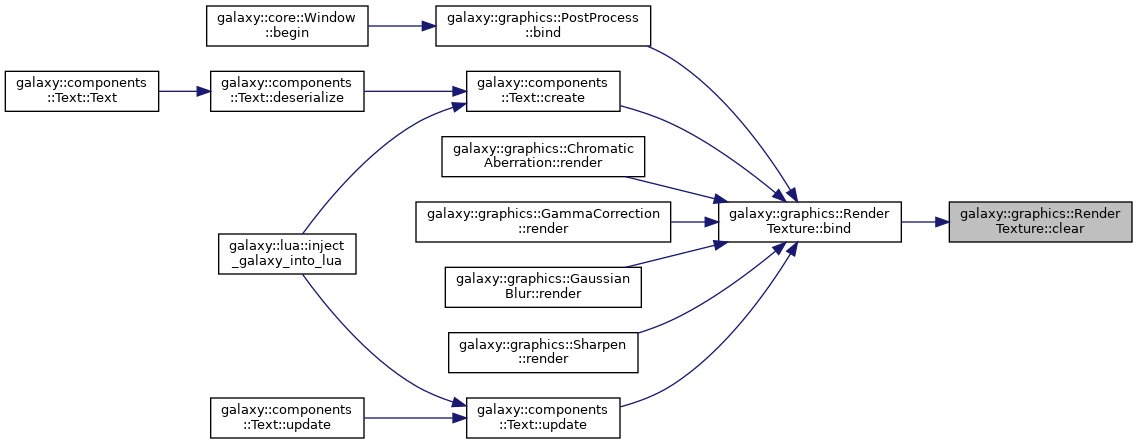 galaxy::core::Window
::begin
galaxy::graphics::PostProcess
::bind
galaxy::components
::Text::Text
galaxy::components
::Text::deserialize
galaxy::components
::Text::create
galaxy::graphics::Chromatic
Aberration::render
galaxy::graphics::GammaCorrection
::render
galaxy::graphics::Render
Texture::bind
galaxy::graphics::Render
Texture::clear
galaxy::lua::inject
_galaxy_into_lua
galaxy::graphics::Gaussian
Blur::render
galaxy::graphics::Sharpen
::render
galaxy::components
::Text::update
galaxy::components
::Text::update